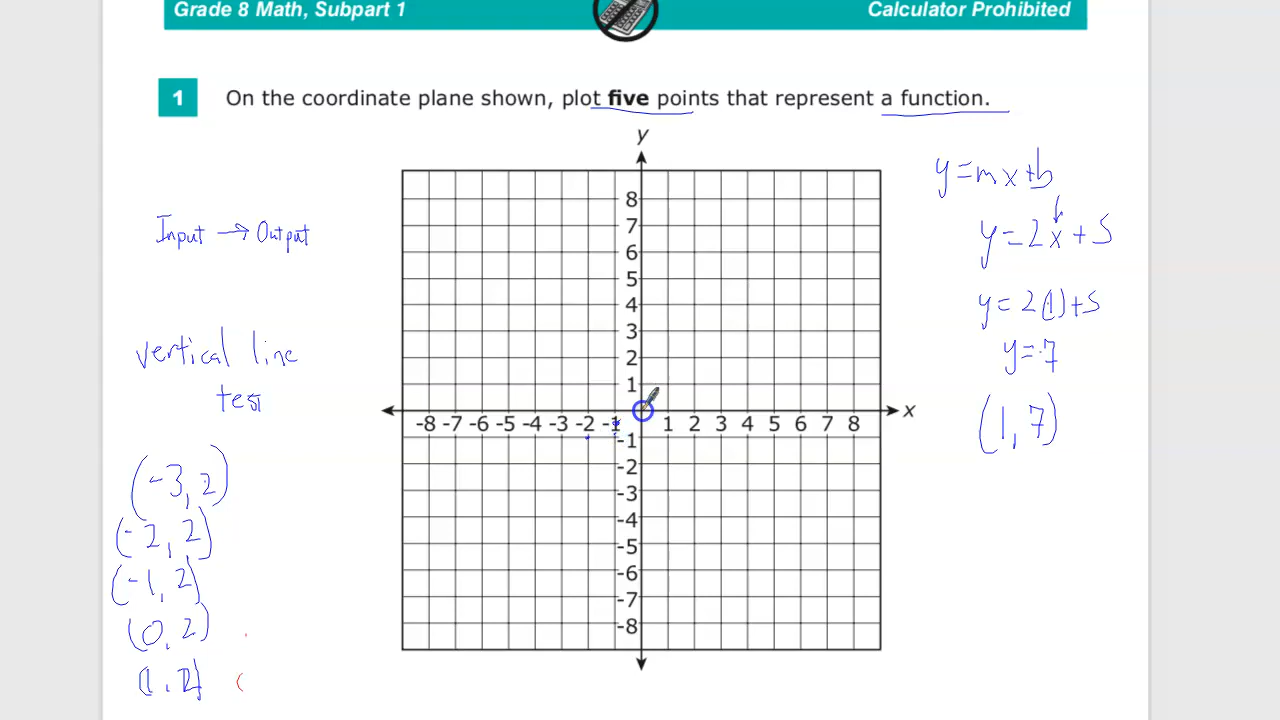 Grade 8 Math, Subpart 1
Calculator Prohibited
1 On the coordinate plane shown, plot five points that represent a function.
y
y=mx+b
Input → Output
y=2x+5
y=2(1)+5
y=7
vertical line
test
(1,7)
8
7
6
5
4
3
2
1
-8 -7 -6 -5 -4 -3 -2 -1 1 2 3 4 5 6 7 8 x
-1
-2
-3
-4
-5
-6
-7
-8
(-3,2)
(-2,2)
(-1,2)
(0,2)